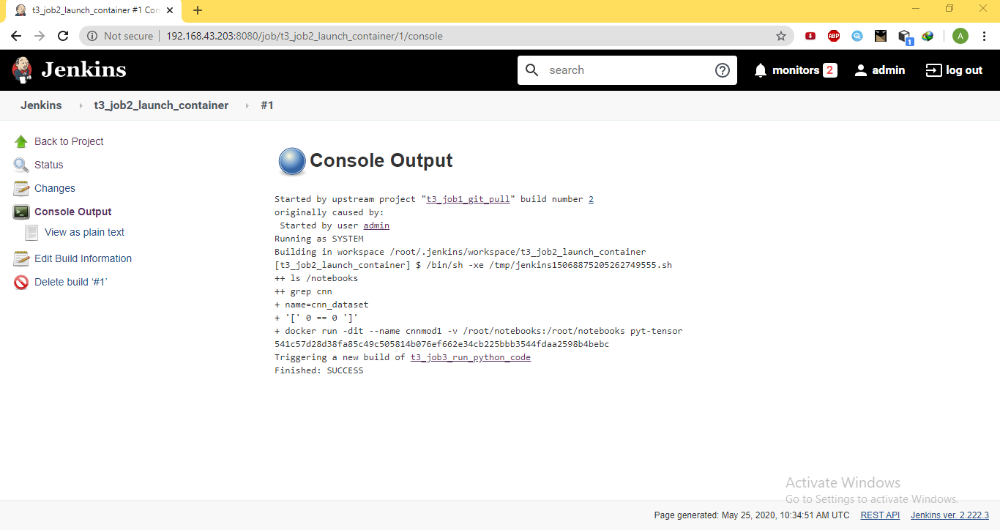 t3_job2_launch_container #1 Con
Not secure 192.168.43.203:8080/job/t3_job2_launch_container/1/console
ABP
1
A
Jenkins
search
monitors 2
admin
log out
Jenkins t3_job2_launch_container #1
Back to Project
Status
Changes
Console Output
View as plain text
Edit Build Information
Delete build ‘#1’
Console Output
Started by upstream project "t3_job1_git_pull" build number 2
originally caused by:
Started by user admin
Running as SYSTEM
Building in workspace /root/.jenkins/workspace/t3_job2_launch_container
[t3_job2_launch_container] $ /bin/sh -xe /tmp/jenkins15068875205262749555.sh
++ ls /notebooks
++ grep cnn
+ name=cnn_dataset
+ '[' 0 == 0 ']'
+ docker run -dit --name cnnmod1 -v /root/notebooks:/root/notebooks pyt-tensor
541c57d28d38fa85c49c505814b076ef662e34cb225bbb3544fdaa2598b4bebc
Triggering a new build of t3_job3_run_python_code
Finished: SUCCESS
Activate Windows
Go to Settings to activate Windows.
Page generated: May 25, 2020, 10:34:51 AM UTC REST API Jenkins ver. 2.222.3